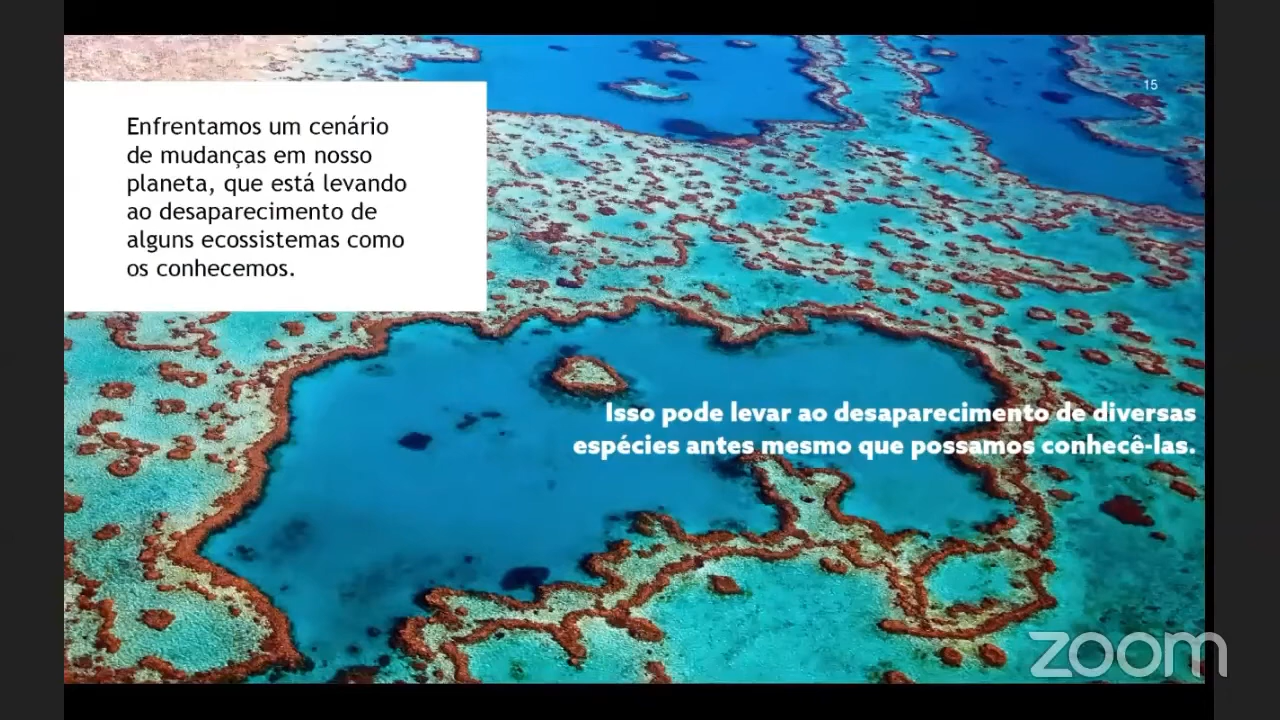 15
Enfrentamos um cenário
de mudanças em nosso
planeta, que está levando
ao desaparecimento de
alguns ecossistemas como
os conhecemos.
Isso pode levar ao desaparecimento de diversas
espécies antes mesmo que possamos conhecê-las.
zoom